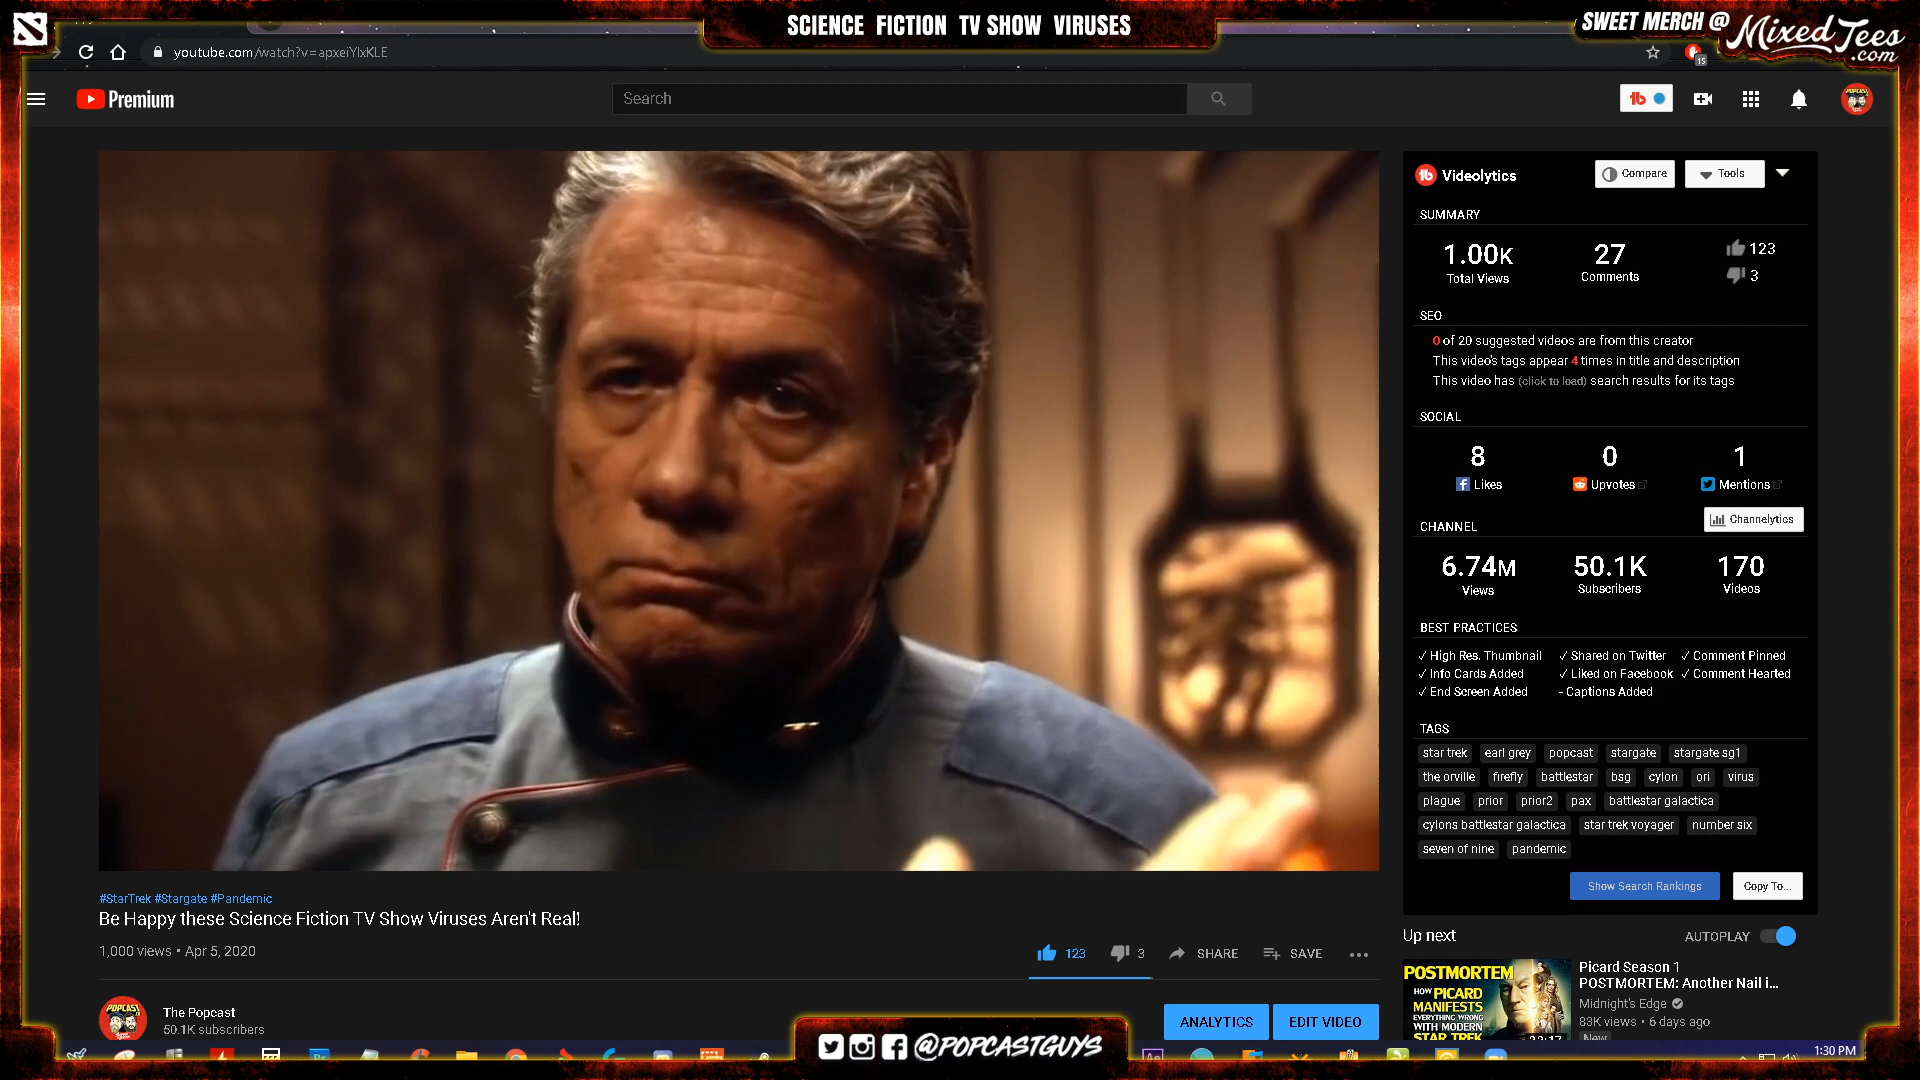 SCIENCE FICTION TV SHOW VIRUSES
SWEET MERCH @
MixedTees
.com
youtube.com/watch?v=apxeiYlxKLE
15
Premium
Search
Videolytics
Compare
Tools
SUMMARY
1.00K
Total Views
27
Comments
123
3
SEO
0 of 20 suggested videos are from this creator
This video's tags appear 4 times in title and description
This video has (click to load) search results for its tags
SOCIAL
8
Likes
0
Upvotes
1
Mentions
CHANNEL
Channelytics
6.74M
Views
50.1K
Subscribers
170
Videos
BEST PRACTICES
✓ High Res. Thumbnail ✓ Shared on Twitter ✓ Comment Pinned
✓ Info Cards Added ✓ Liked on Facebook ✓ Comment Hearted
✓ End Screen Added - Captions Added
TAGS
star trek earl grey popcast stargate stargate sg1
the orville firefly battlestar bsg cylon ori virus
plague prior prior2 pax battlestar galactica
cylons battlestar galactica star trek voyager number six
seven of nine pandemic
Show Search Rankings
Copy To...
#StarTrek #Stargate #Pandemic
Be Happy these Science Fiction TV Show Viruses Aren't Real!
1,000 views • Apr 5, 2020
123
3
SHARE
SAVE
The Popcast
50.1K subscribers
ANALYTICS
EDIT VIDEO
Up next
AUTOPLAY
POSTMORTEM
HOW PICARD
MANIFESTS
EVERYTHING WRONG
WITH MODERN
STAR TREK
Picard Season 1
POSTMORTEM: Another Nail i...
Midnight's Edge
83K views • 6 days ago
New
@POPCASTGUYS
1:30 PM